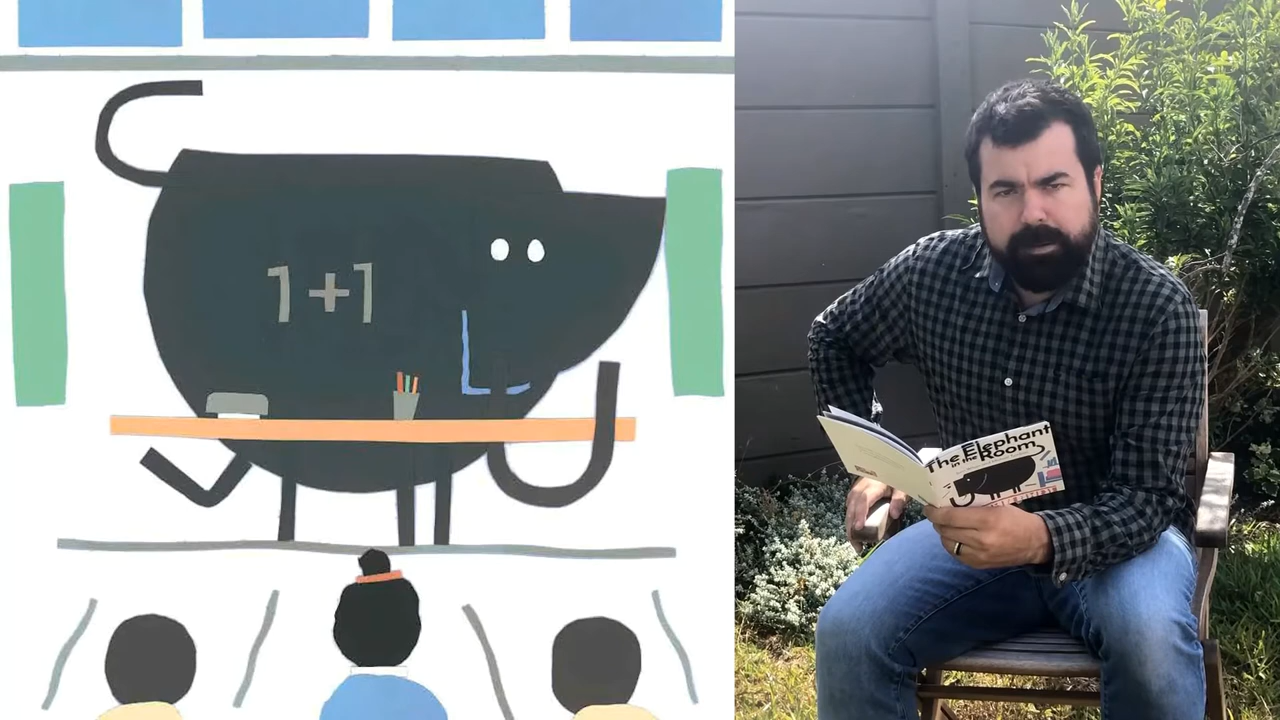 1+1
The Elephant
in the Room